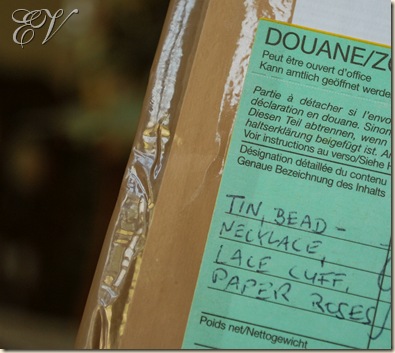 EV
DOUANE/ZO
Peut être ouvert d'office
Kann amtlich geöffnet werde
Partie à détacher si l'envo
déclaration en douane. Sinon
Diesen Teil abtrennen, wenn
haltserklärung beigefügt ist. An
Voir instructions au verso/Siehe H
Désignation détaillée du contenu
Genaue Bezeichnung des Inhalts
TIN, BEAD -
NECKLACE,
LACE CUFF,
PAPER ROSES
Poids net/Nettogewicht